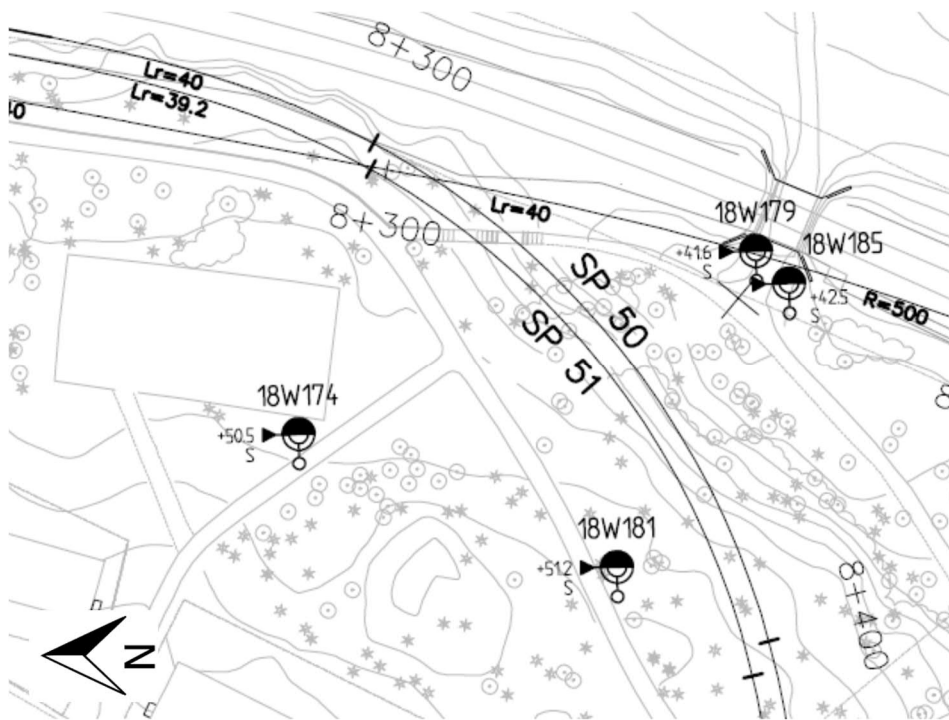 8+300
Lr=40
Lr=39.2
40
8+300
Lr=40
18W179
18W185
+41.6
S
+42.5
S
R=500
SP 50
SP 51
18W174
+50.5
S
18W181
+51.2
S
8+400
N